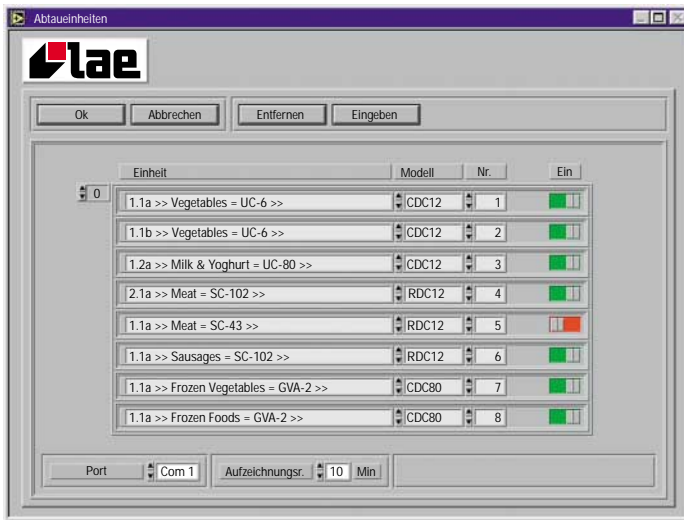 Abtaueinheiten
lae
Ok Abbrechen Entfernen Eingeben
Einheit Modell Nr. Ein
0
1.1a >> Vegetables = UC-6 >> CDC12 1
1.1b >> Vegetables = UC-6 >> CDC12 2
1.2a >> Milk & Yoghurt = UC-80 >> CDC12 3
2.1a >> Meat = SC-102 >> RDC12 4
1.1a >> Meat = SC-43 >> RDC12 5
1.1a >> Sausages = SC-102 >> RDC12 6
1.1a >> Frozen Vegetables = GVA-2 >> CDC80 7
1.1a >> Frozen Foods = GVA-2 >> CDC80 8
Port Com 1 Aufzeichnungsr. 10 Min